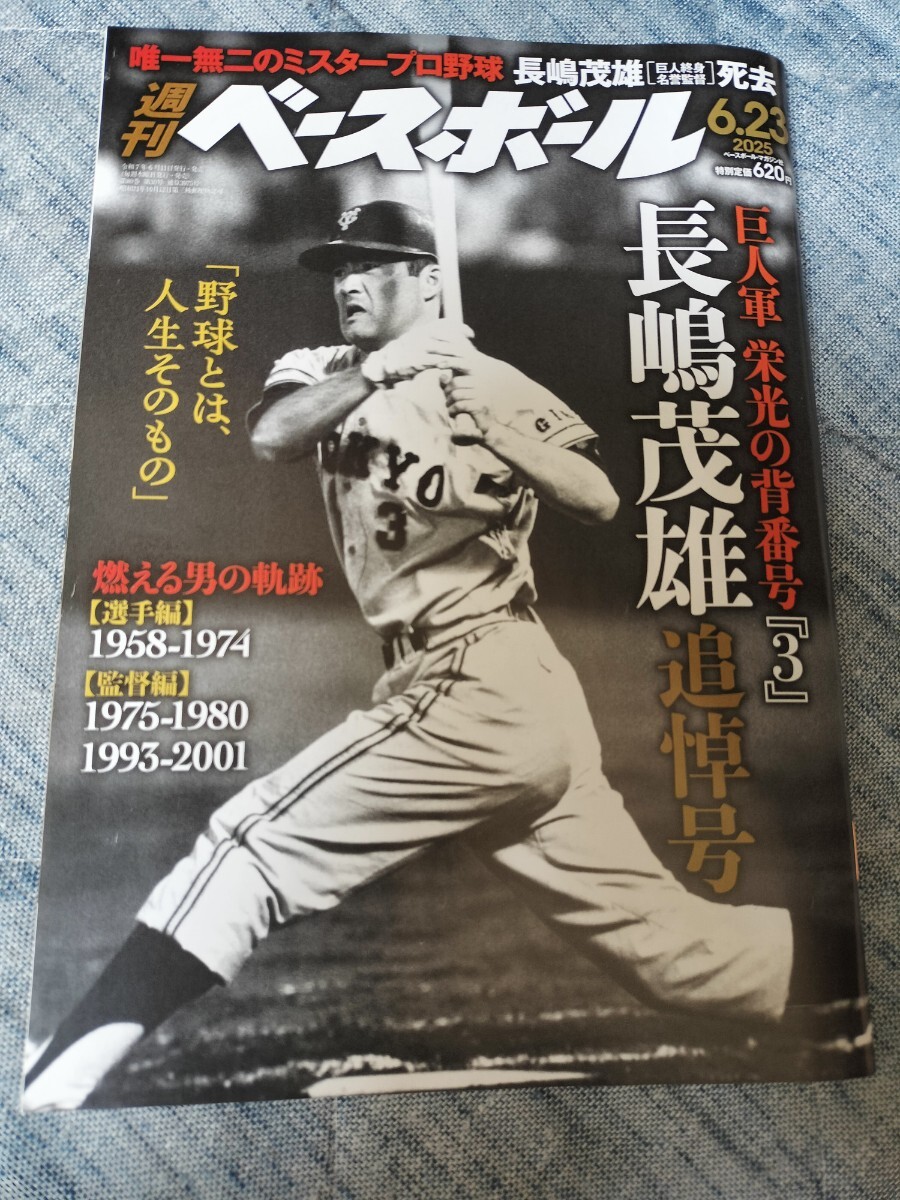 唯一無二のミスタープロ野球 長嶋茂雄[巨人終身名誉監督]死去
週刊ベースボール
6.23
2025
ベースボール・マガジン社
特別定価620円
巨人軍 栄光の背番号『3』
長嶋茂雄
追悼号
「野球とは、
人生そのもの」
燃える男の軌跡
【選手編】
1958-1974
【監督編】
1975-1980
1993-2001
YG
GI
3